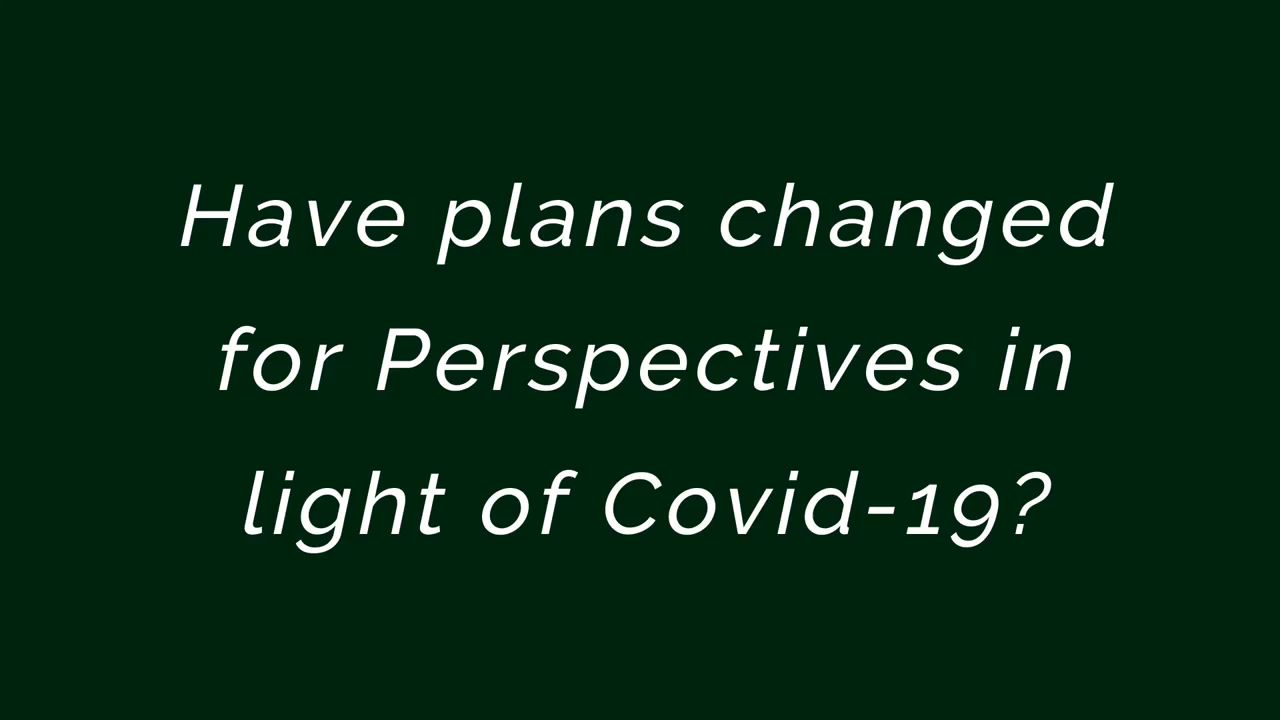 Have plans changed
for Perspectives in
light of Covid-19?